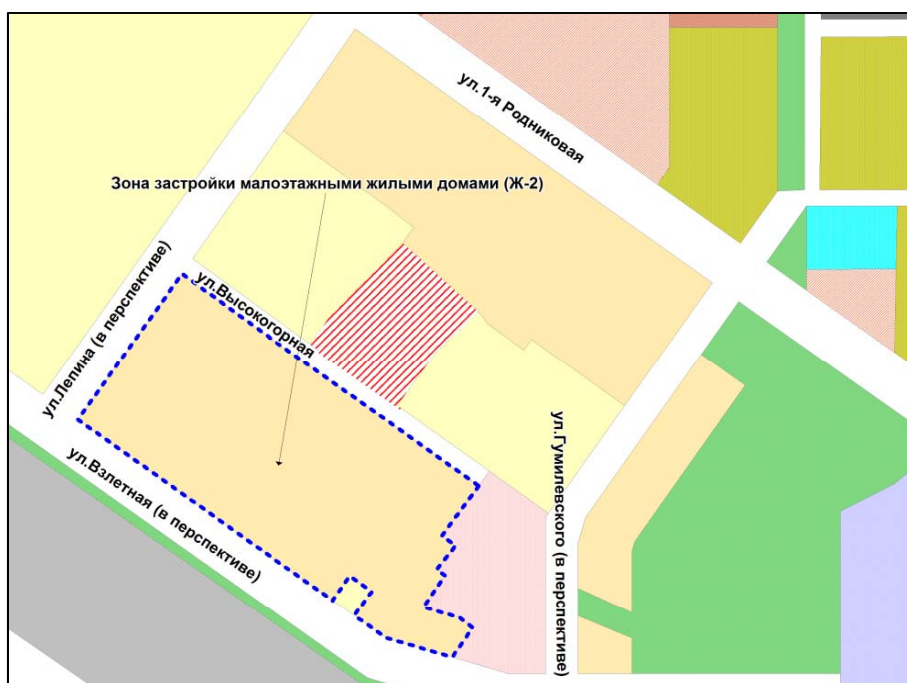 ул.1-я Родниковая
Зона застройки малоэтажными жилыми домами (Ж-2)
ул.Высокогорная
ул.Лепина (в перспективе)
ул.Взлетная (в перспективе)
ул.Гумилевского (в перспективе)